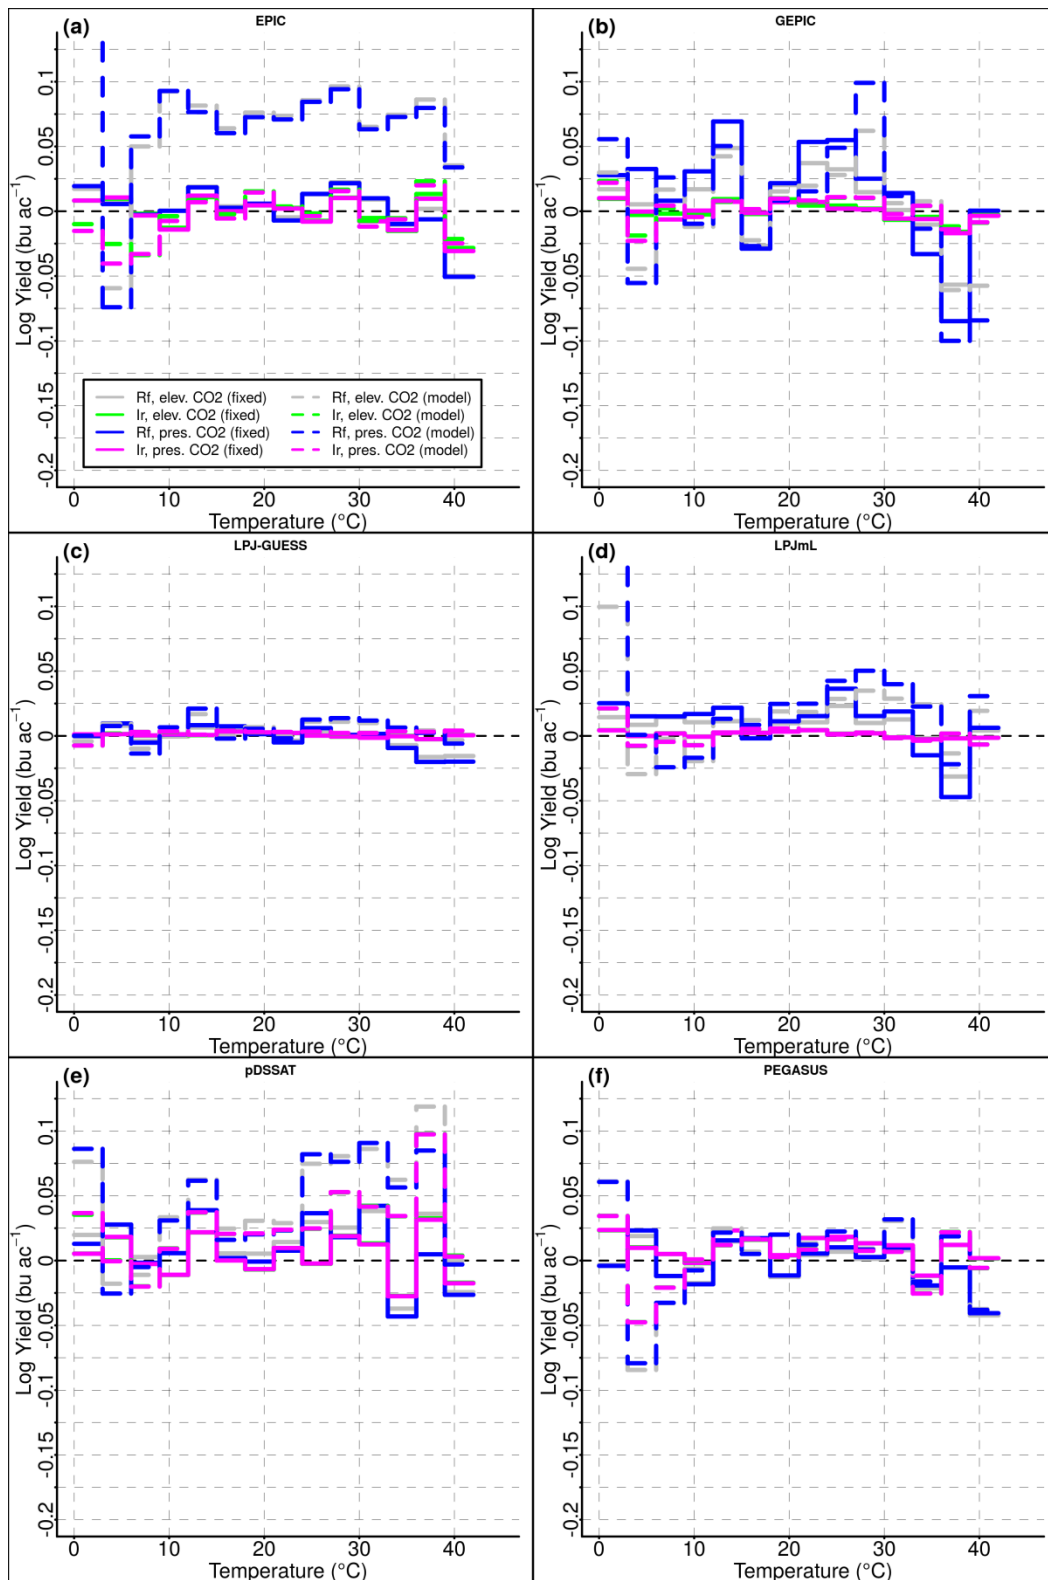 (a) EPIC
Log Yield (bu ac⁻¹)
0.1
0.05
0
-0.05
-0.1
-0.15
-0.2
Rf, elev. CO2 (fixed) Rf, elev. CO2 (model)
Ir, elev. CO2 (fixed) Ir, elev. CO2 (model)
Rf, pres. CO2 (fixed) Rf, pres. CO2 (model)
Ir, pres. CO2 (fixed) Ir, pres. CO2 (model)
0 10 20 30 40
Temperature (°C)
(b) GEPIC
Log Yield (bu ac⁻¹)
0.1
0.05
0
-0.05
-0.1
-0.15
-0.2
0 10 20 30 40
Temperature (°C)
(c) LPJ-GUESS
Log Yield (bu ac⁻¹)
0.1
0.05
0
-0.05
-0.1
-0.15
-0.2
0 10 20 30 40
Temperature (°C)
(d) LPJmL
Log Yield (bu ac⁻¹)
0.1
0.05
0
-0.05
-0.1
-0.15
-0.2
0 10 20 30 40
Temperature (°C)
(e) pDSSAT
Log Yield (bu ac⁻¹)
0.1
0.05
0
-0.05
-0.1
-0.15
-0.2
0 10 20 30 40
Temperature (°C)
(f) PEGASUS
Log Yield (bu ac⁻¹)
0.1
0.05
0
-0.05
-0.1
-0.15
-0.2
0 10 20 30 40
Temperature (°C)